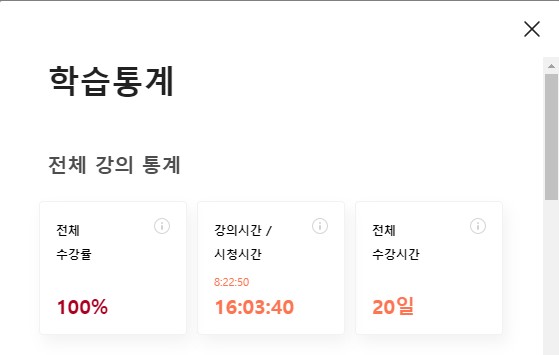 학습통계
전체 강의 통계
전체
수강률
100%
강의시간 /
시청시간
8:22:50
16:03:40
전체
수강시간
20일